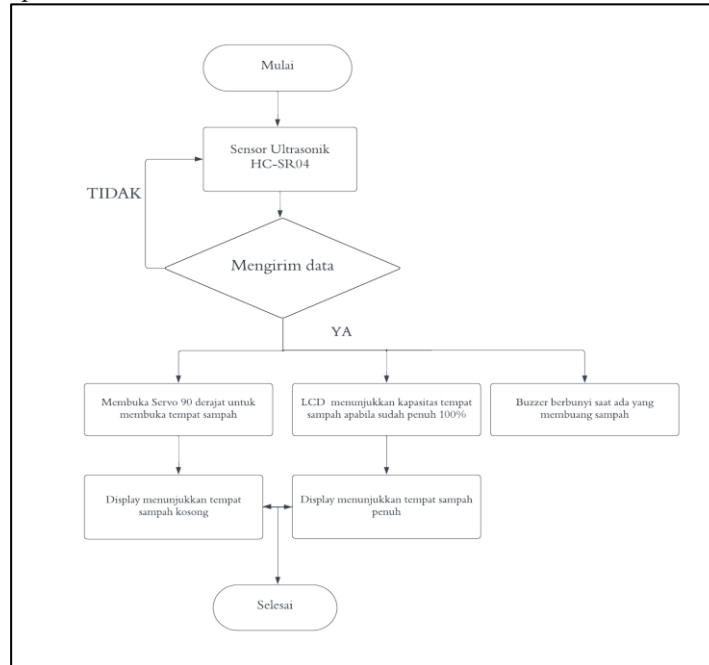 Mulai
Sensor Ultrasonik
HC-SR04
TIDAK
Mengirim data
YA
Membuka Servo 90 derajat untuk
membuka tempat sampah
LCD menunjukkan kapasitas tempat
sampah apabila sudah penuh 100%
Buzzer berbunyi saat ada yang
membuang sampah
Display menunjukkan tempat
sampah kosong
Display menunjukkan tempat sampah
penuh
Selesai